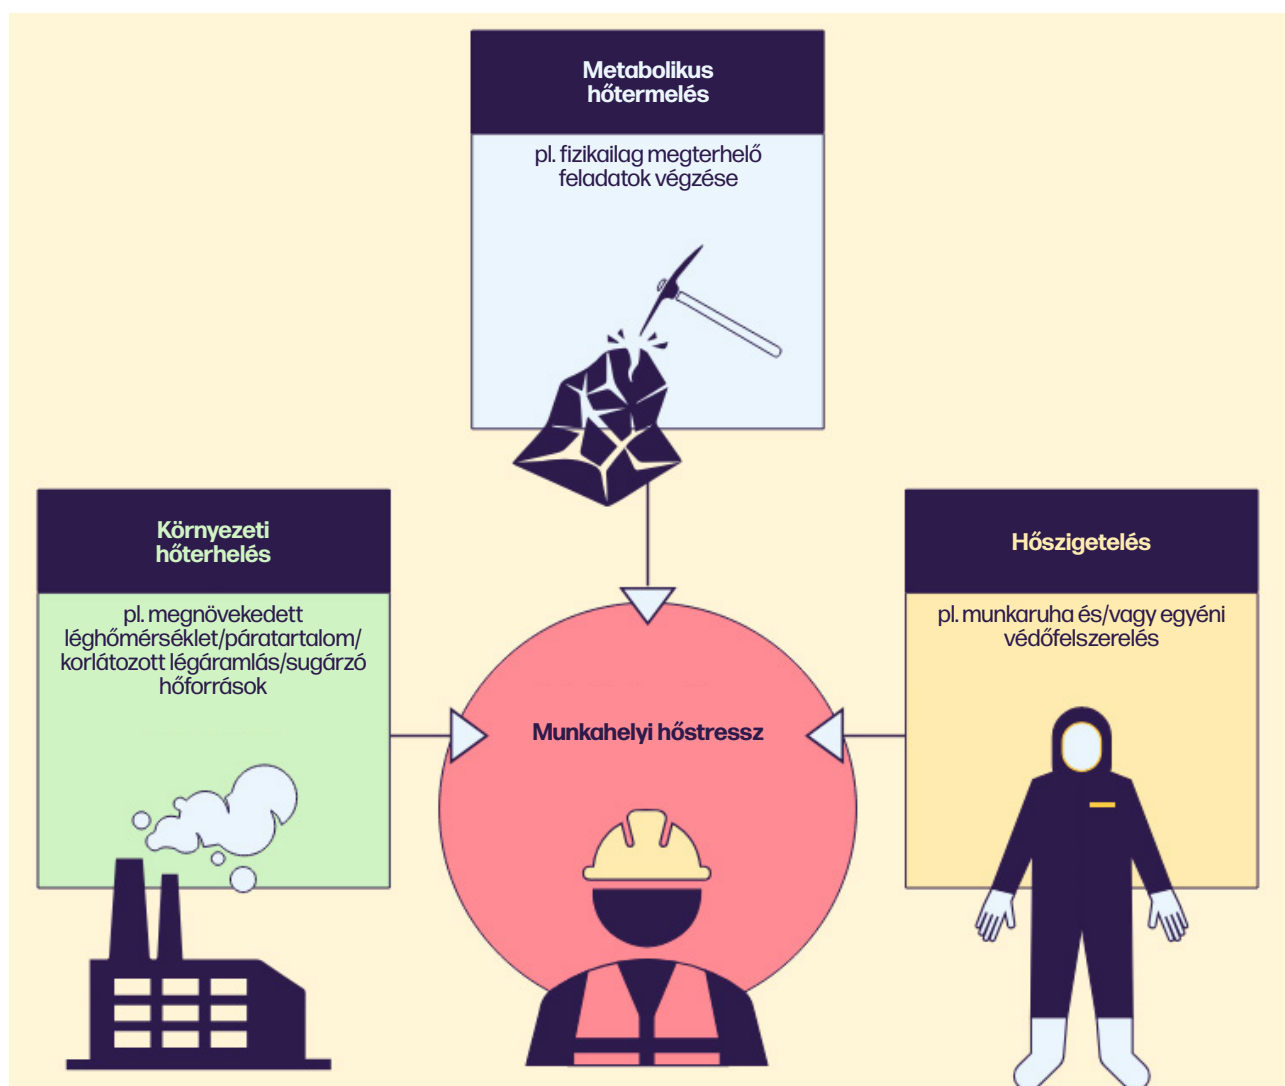 Metabolikus
hőtermelés
pl. fizikailag megterhelő
feladatok végzése
Környezeti
hőterhelés
pl. megnövekedett
léghőmérséklet/páratartalom/
korlátozott légáramlás/sugárzó
hőforrások
Hőszigetelés
pl. munkaruha és/vagy egyéni
védőfelszerelés
Munkahelyi hőstressz